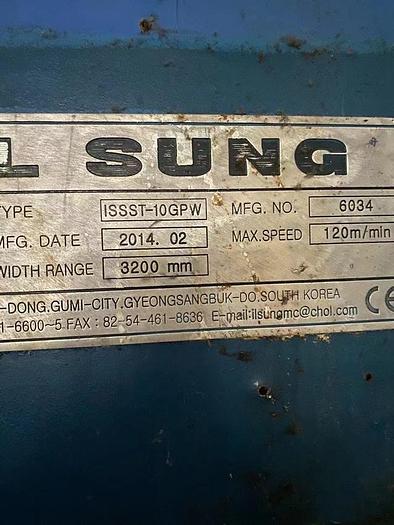 L SUNG
TYPE ISSST-10GPW MFG. NO. 6034
MFG. DATE 2014. 02 MAX.SPEED 120m/min
WIDTH RANGE 3200 mm
-DONG.GUMI-CITY.GYEONGSANGBUK-DO.SOUTH KOREA
1-6600~5.FAX : 82-54-461-8636 E-mail:ilsungmc@chol.com CE